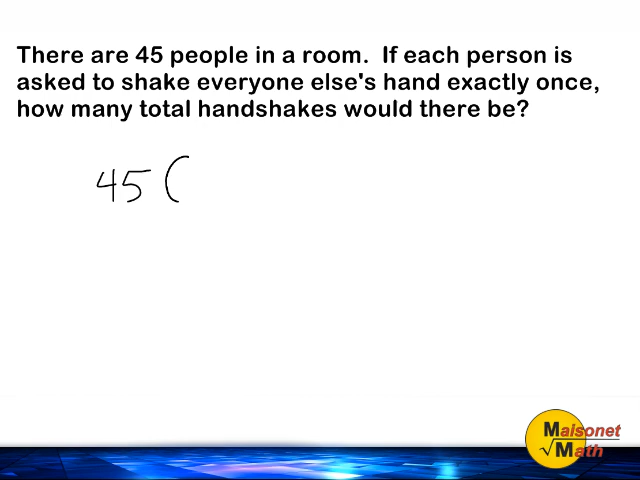 There are 45 people in a room. If each person is
asked to shake everyone else's hand exactly once,
how many total handshakes would there be?
45 (
Maisonet
√Math